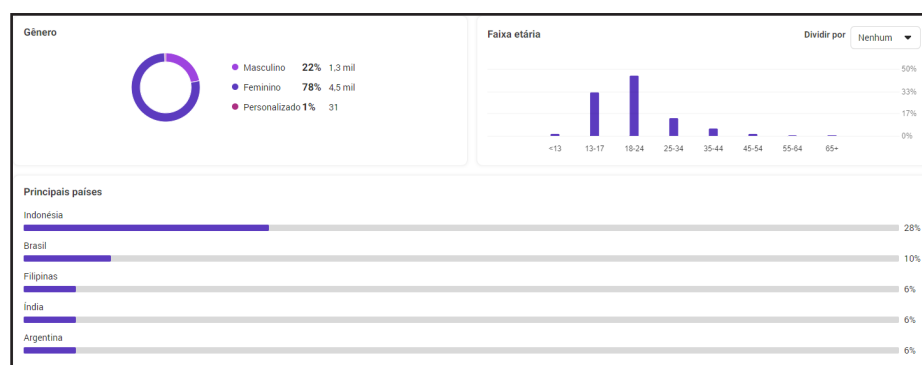 Gênero
Masculino 22% 1,3 mil
Feminino 78% 4,5 mil
Personalizado 1% 31
Faixa etária
Dividir por Nenhum
50%
33%
17%
0%
<13 13-17 18-24 25-34 35-44 45-54 55-64 65+
Principais países
Indonésia
28%
Brasil
10%
Filipinas
6%
Índia
6%
Argentina
6%